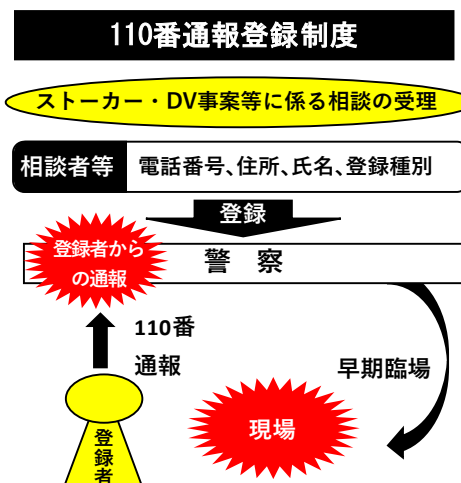 110番通報登録制度
ストーカー・DV事案等に係る相談の受理
相談者等 電話番号、住所、氏名、登録種別
登録
登録者から
の通報
警 察
110番
通報
早期臨場
現場
登録者